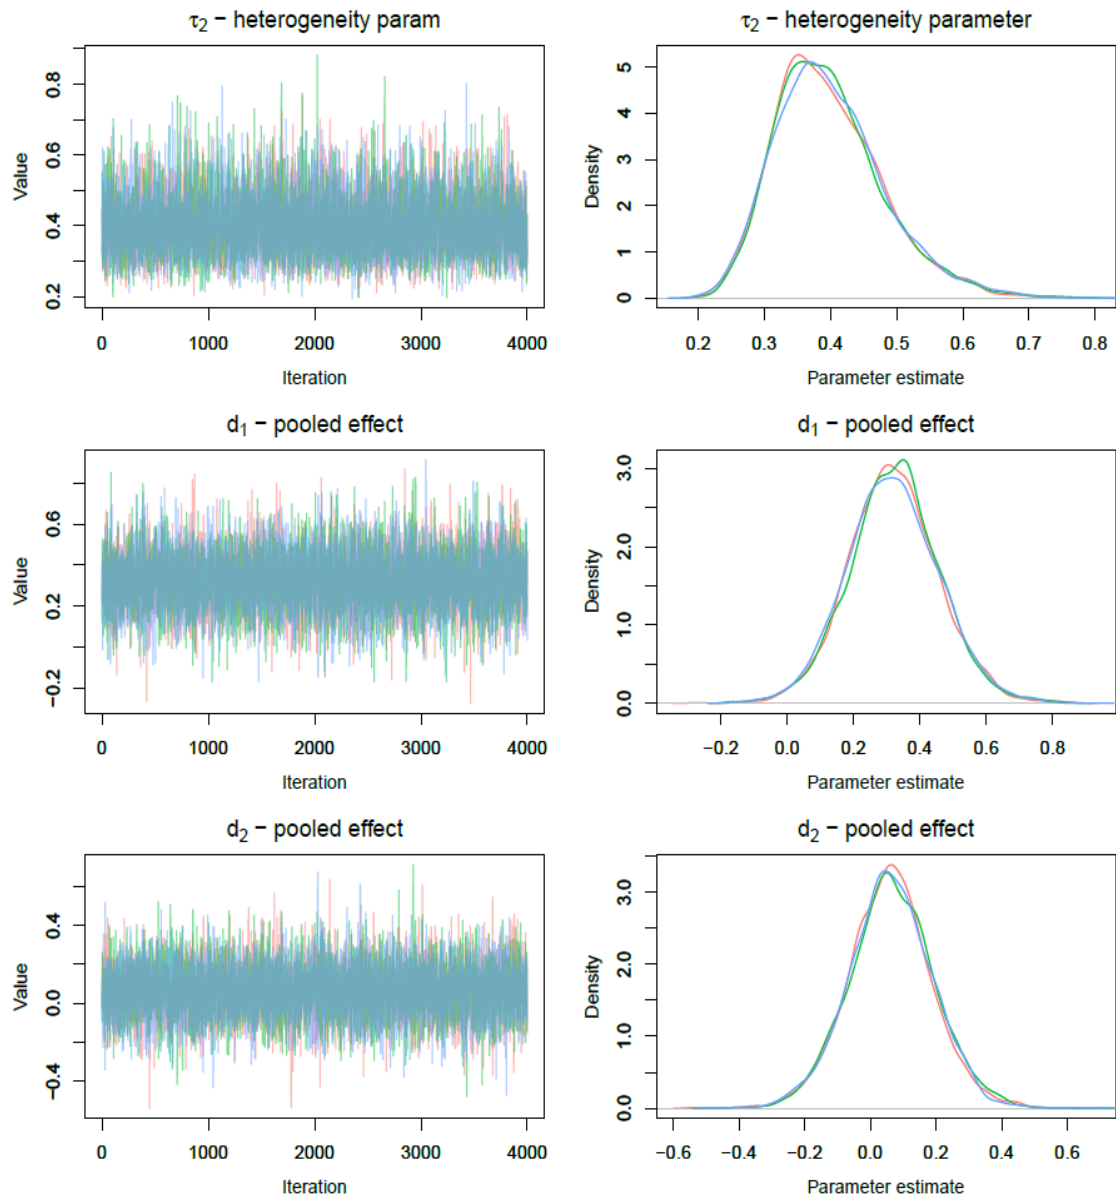 τ2 − heterogeneity param
Value
0.2 0.4 0.6 0.8
0 1000 2000 3000 4000
Iteration
τ2 − heterogeneity parameter
Density
0 1 2 3 4 5
0.2 0.3 0.4 0.5 0.6 0.7 0.8
Parameter estimate
d1 − pooled effect
Value
−0.2 0.2 0.6
0 1000 2000 3000 4000
Iteration
d1 − pooled effect
Density
0.0 1.0 2.0 3.0
−0.2 0.0 0.2 0.4 0.6 0.8
Parameter estimate
d2 − pooled effect
Value
−0.4 0.0 0.4
0 1000 2000 3000 4000
Iteration
d2 − pooled effect
Density
0.0 1.0 2.0 3.0
−0.6 −0.4 −0.2 0.0 0.2 0.4 0.6
Parameter estimate